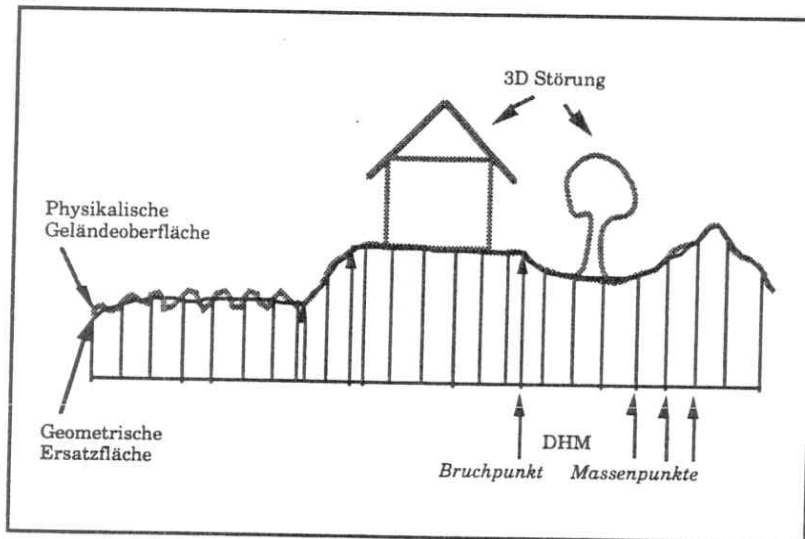 3D Störung
Physikalische
Geländeoberfläche
Geometrische
Ersatzfläche
DHM
Bruchpunkt Massenpunkte